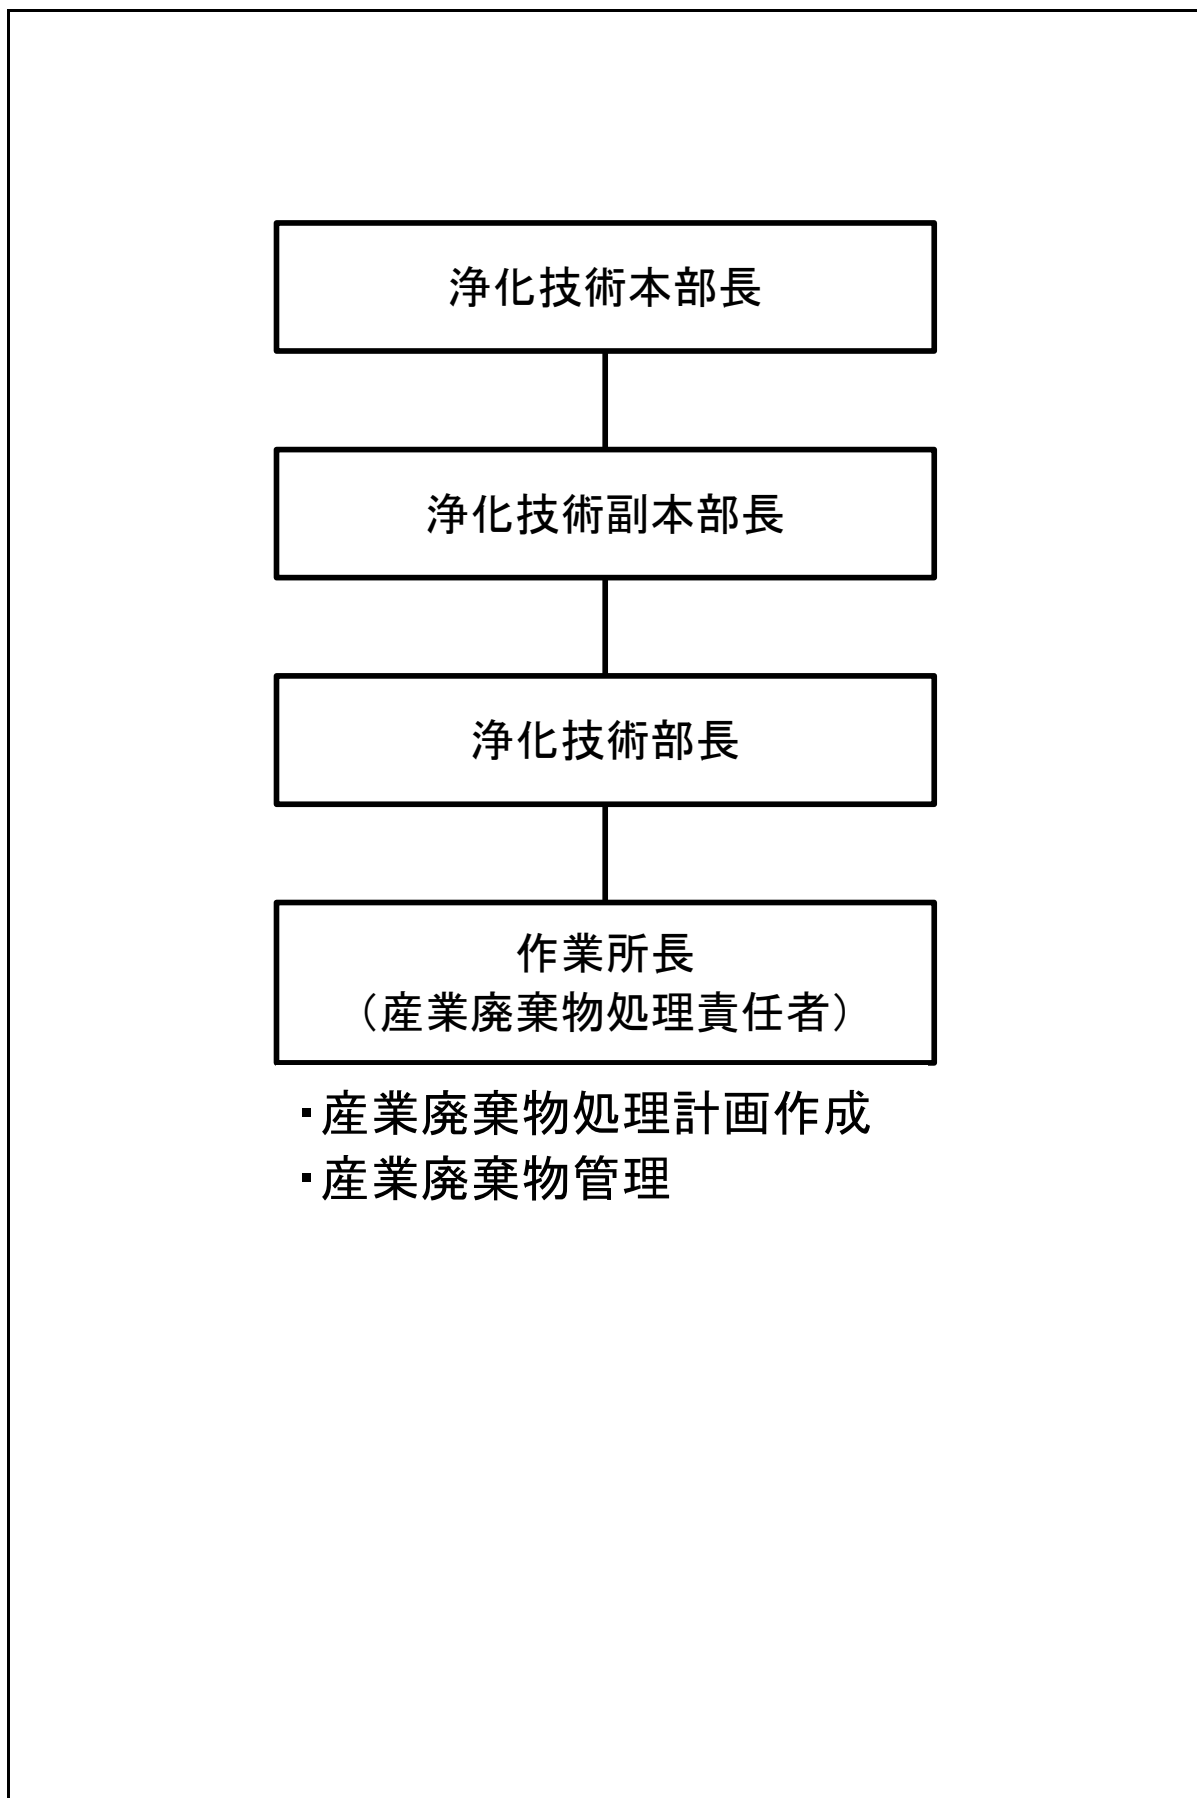 浄化技術本部長
浄化技術副本部長
浄化技術部長
作業所長
（産業廃棄物処理責任者）
・産業廃棄物処理計画作成
・産業廃棄物管理